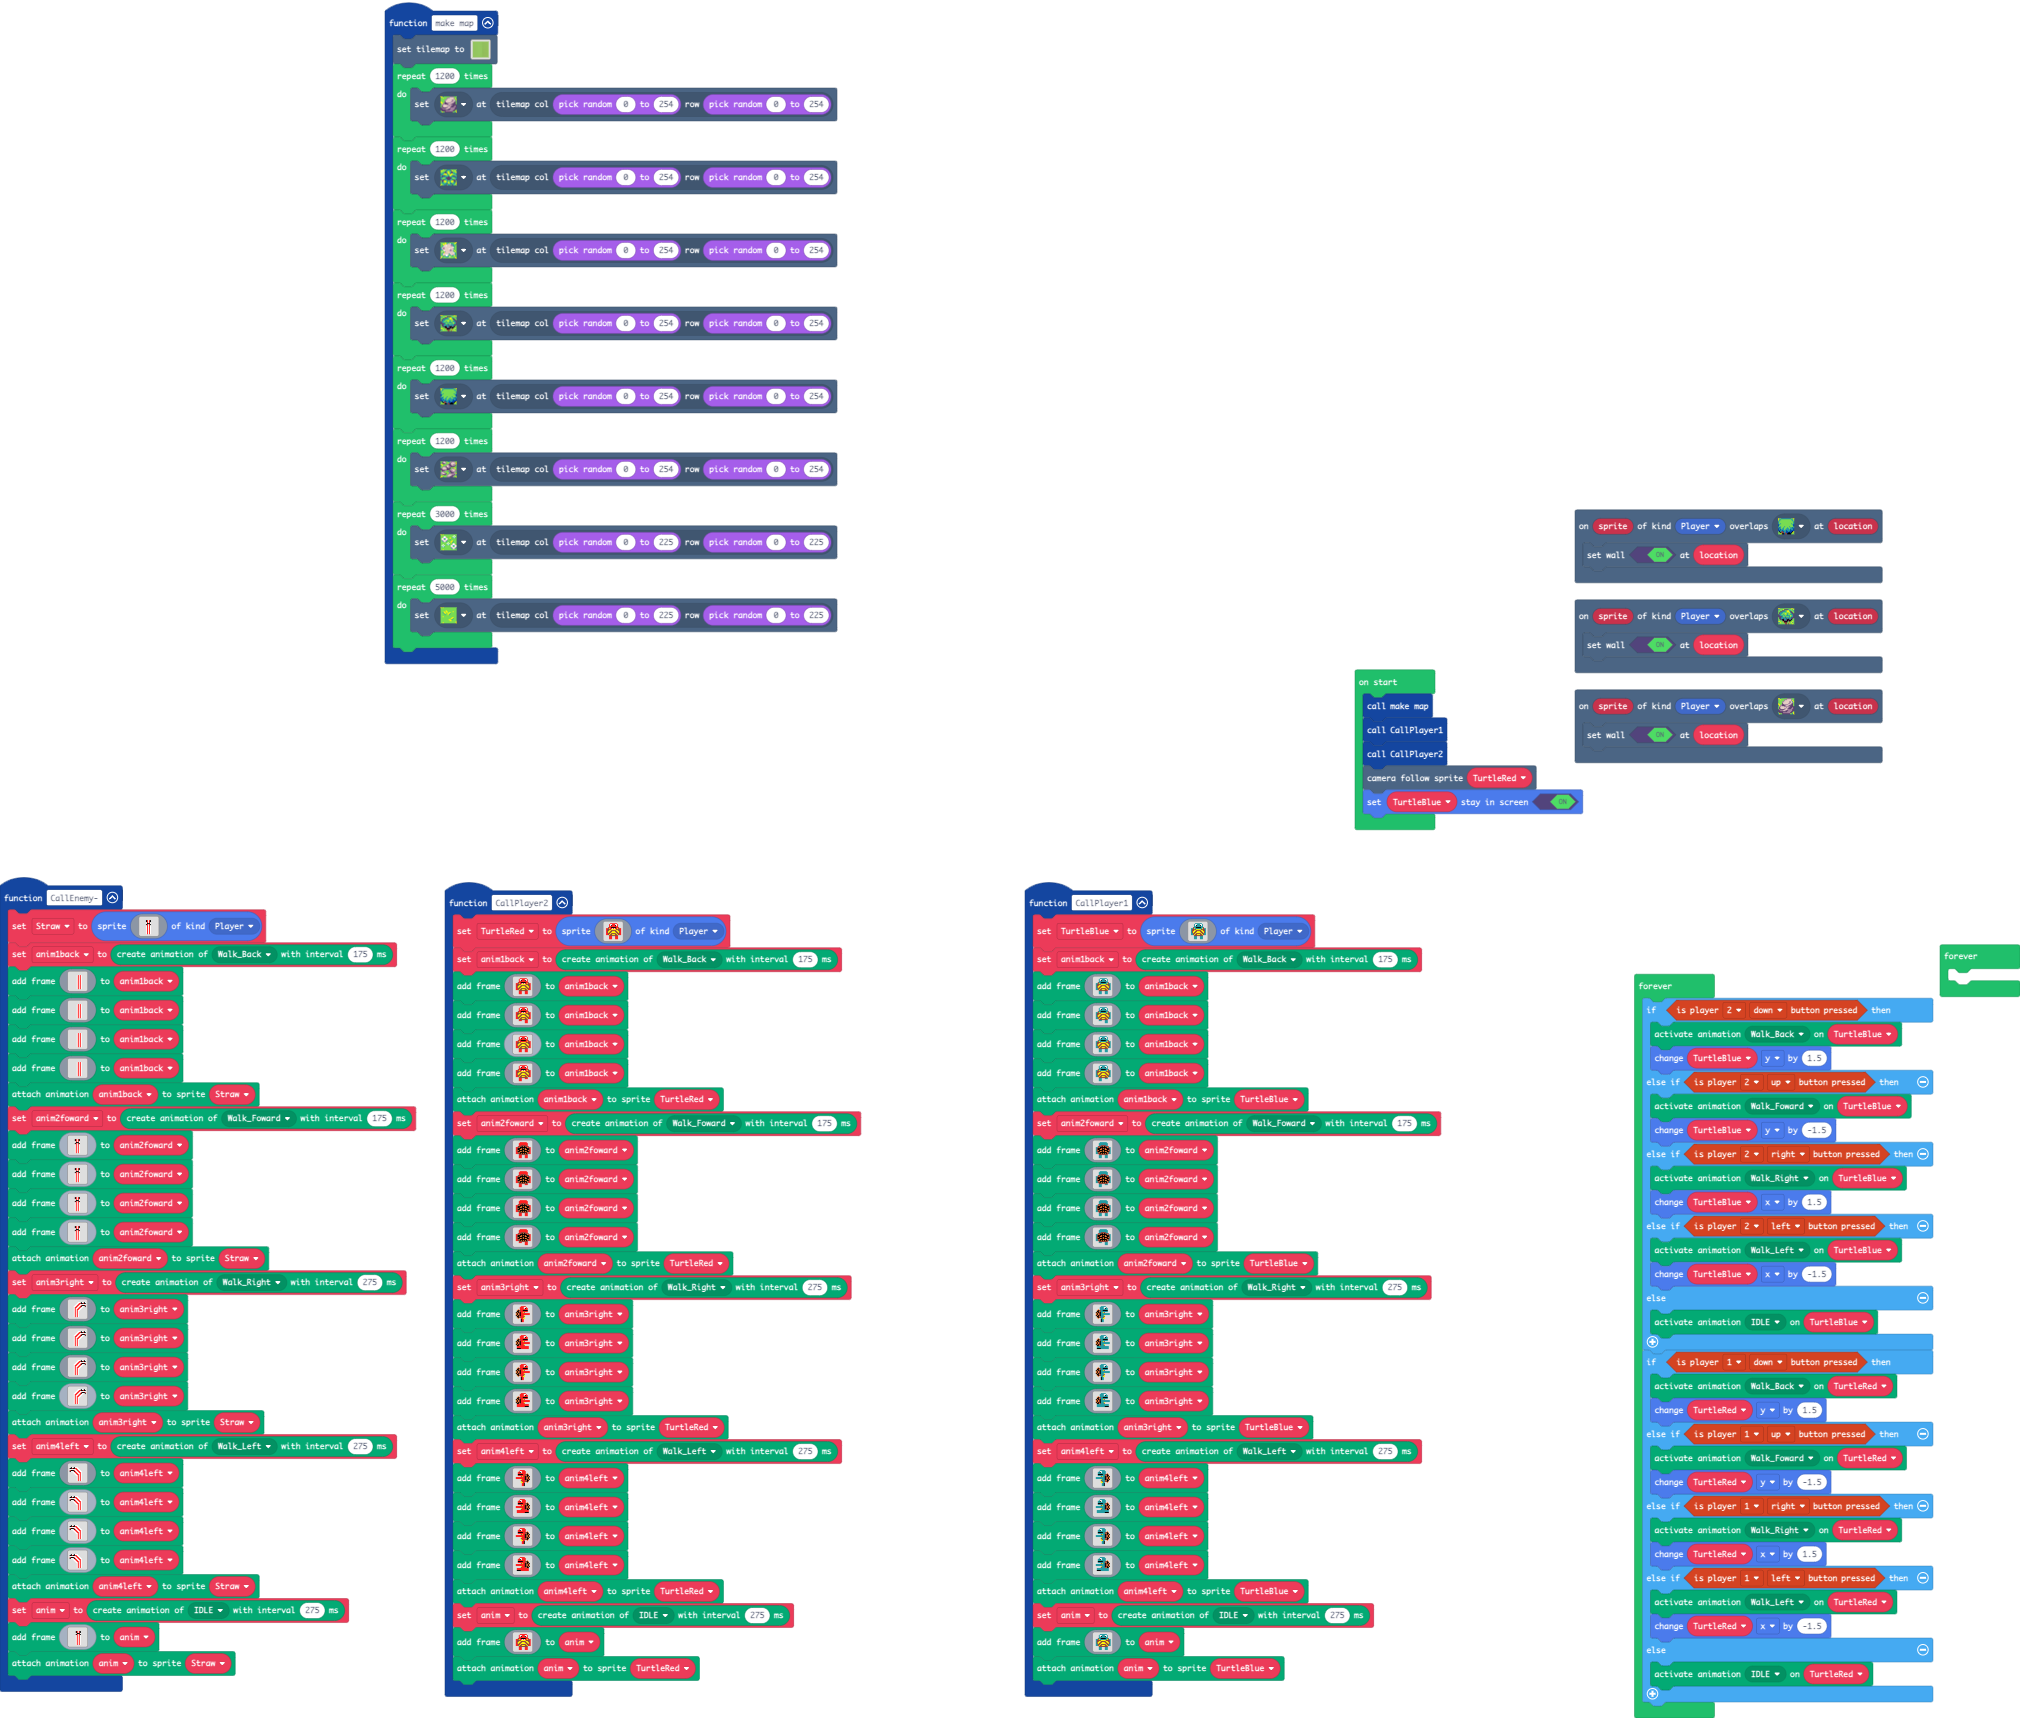 function make map
set tilemap to
repeat 1200 times
do
set at tilemap col pick random 0 to 254 row pick random 0 to 254
repeat 1200 times
do
set at tilemap col pick random 0 to 254 row pick random 0 to 254
repeat 1200 times
do
set at tilemap col pick random 0 to 254 row pick random 0 to 254
repeat 1200 times
do
set at tilemap col pick random 0 to 254 row pick random 0 to 254
repeat 1200 times
do
set at tilemap col pick random 0 to 254 row pick random 0 to 254
repeat 1200 times
do
set at tilemap col pick random 0 to 254 row pick random 0 to 254
repeat 3000 times
do
set at tilemap col pick random 0 to 225 row pick random 0 to 225
repeat 5000 times
do
set at tilemap col pick random 0 to 225 row pick random 0 to 225
on sprite of kind Player overlaps at location
set wall ON at location
on sprite of kind Player overlaps at location
set wall ON at location
on sprite of kind Player overlaps at location
set wall ON at location
on start
call make map
call CallPlayer1
call CallPlayer2
camera follow sprite TurtleRed
set TurtleBlue stay in screen ON
function CallEnemy-
set Straw to sprite of kind Player
set anim1back to create animation of Walk_Back with interval 175 ms
add frame to anim1back
add frame to anim1back
add frame to anim1back
add frame to anim1back
attach animation anim1back to sprite Straw
set anim2foward to create animation of Walk_Foward with interval 175 ms
add frame to anim2foward
add frame to anim2foward
add frame to anim2foward
add frame to anim2foward
attach animation anim2foward to sprite Straw
set anim3right to create animation of Walk_Right with interval 275 ms
add frame to anim3right
add frame to anim3right
add frame to anim3right
add frame to anim3right
attach animation anim3right to sprite Straw
set anim4left to create animation of Walk_Left with interval 275 ms
add frame to anim4left
add frame to anim4left
add frame to anim4left
add frame to anim4left
attach animation anim4left to sprite Straw
set anim to create animation of IDLE with interval 275 ms
add frame to anim
attach animation anim to sprite Straw
function CallPlayer2
set TurtleRed to sprite of kind Player
set anim1back to create animation of Walk_Back with interval 175 ms
add frame to anim1back
add frame to anim1back
add frame to anim1back
add frame to anim1back
attach animation anim1back to sprite TurtleRed
set anim2foward to create animation of Walk_Foward with interval 175 ms
add frame to anim2foward
add frame to anim2foward
add frame to anim2foward
add frame to anim2foward
attach animation anim2foward to sprite TurtleRed
set anim3right to create animation of Walk_Right with interval 275 ms
add frame to anim3right
add frame to anim3right
add frame to anim3right
add frame to anim3right
attach animation anim3right to sprite TurtleRed
set anim4left to create animation of Walk_Left with interval 275 ms
add frame to anim4left
add frame to anim4left
add frame to anim4left
add frame to anim4left
attach animation anim4left to sprite TurtleRed
set anim to create animation of IDLE with interval 275 ms
add frame to anim
attach animation anim to sprite TurtleRed
function CallPlayer1
set TurtleBlue to sprite of kind Player
set anim1back to create animation of Walk_Back with interval 175 ms
add frame to anim1back
add frame to anim1back
add frame to anim1back
add frame to anim1back
attach animation anim1back to sprite TurtleBlue
set anim2foward to create animation of Walk_Foward with interval 175 ms
add frame to anim2foward
add frame to anim2foward
add frame to anim2foward
add frame to anim2foward
attach animation anim2foward to sprite TurtleBlue
set anim3right to create animation of Walk_Right with interval 275 ms
add frame to anim3right
add frame to anim3right
add frame to anim3right
add frame to anim3right
attach animation anim3right to sprite TurtleBlue
set anim4left to create animation of Walk_Left with interval 275 ms
add frame to anim4left
add frame to anim4left
add frame to anim4left
add frame to anim4left
attach animation anim4left to sprite TurtleBlue
set anim to create animation of IDLE with interval 275 ms
add frame to anim
attach animation anim to sprite TurtleBlue
forever
if is player 2 down button pressed then
activate animation Walk_Back on TurtleBlue
change TurtleBlue y by 1.5
else if is player 2 up button pressed then
activate animation Walk_Foward on TurtleBlue
change TurtleBlue y by -1.5
else if is player 2 right button pressed then
activate animation Walk_Right on TurtleBlue
change TurtleBlue x by 1.5
else if is player 2 left button pressed then
activate animation Walk_Left on TurtleBlue
change TurtleBlue x by -1.5
else
activate animation IDLE on TurtleBlue
if is player 1 down button pressed then
activate animation Walk_Back on TurtleRed
change TurtleRed y by 1.5
else if is player 1 up button pressed then
activate animation Walk_Foward on TurtleRed
change TurtleRed y by -1.5
else if is player 1 right button pressed then
activate animation Walk_Right on TurtleRed
change TurtleRed x by 1.5
else if is player 1 left button pressed then
activate animation Walk_Left on TurtleRed
change TurtleRed x by -1.5
else
activate animation IDLE on TurtleRed
forever